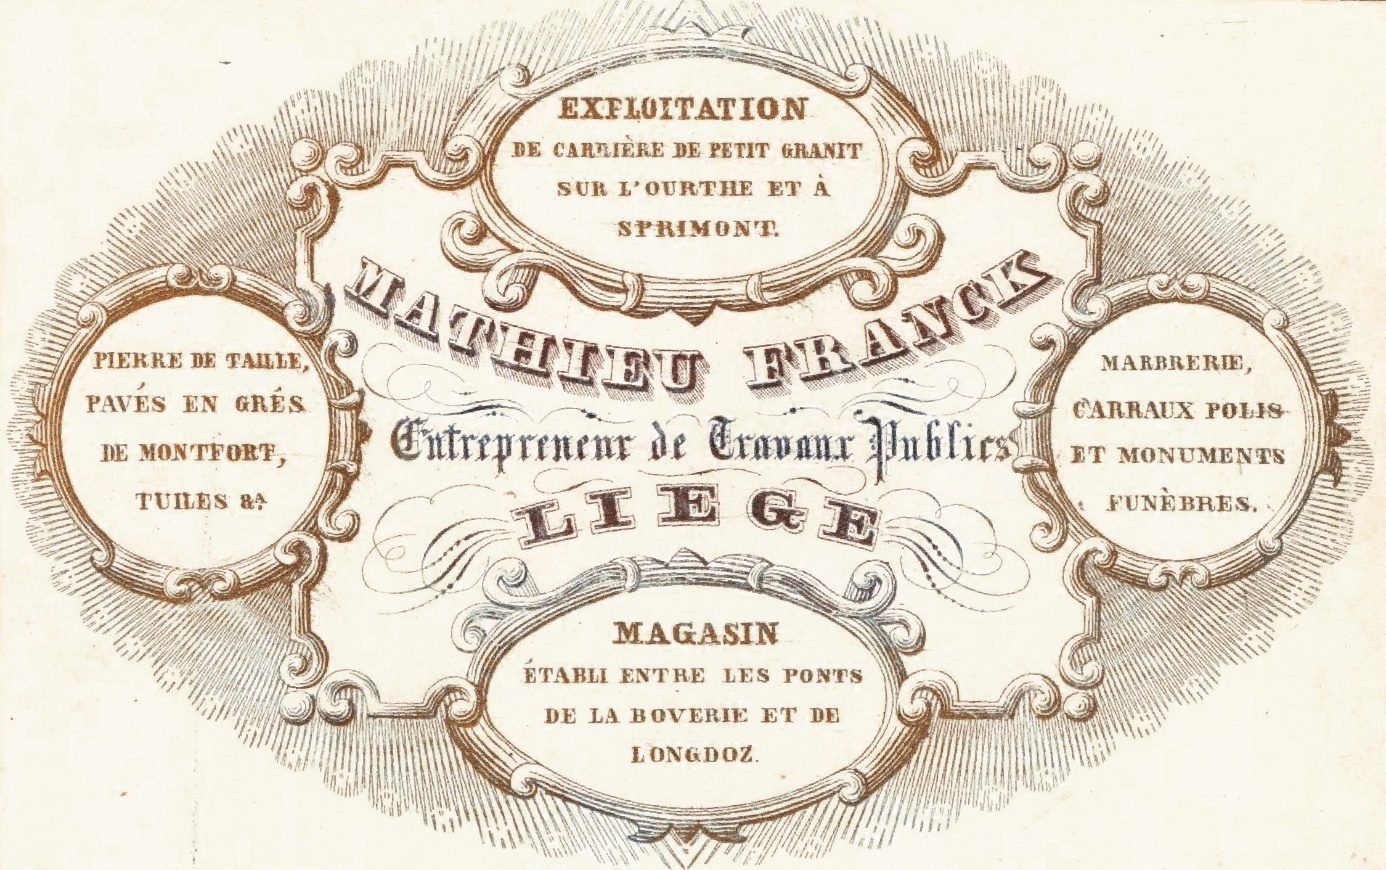 EXPLOITATION
DE CARRIÈRE DE PETIT GRANIT
SUR L'OURTHE ET À
SPRIMONT.
MATHIEU FRANCK
Entrepreneur de Travaux Publics
LIEGE
PIERRE DE TAILLE,
PAVÉS EN GRÉS
DE MONTFORT,
TUILES &A
MARBRERIE,
CARRAUX POLIS
ET MONUMENTS
FUNÈBRES.
MAGASIN
ÉTABLI ENTRE LES PONTS
DE LA BOVERIE ET DE
LONGDOZ.